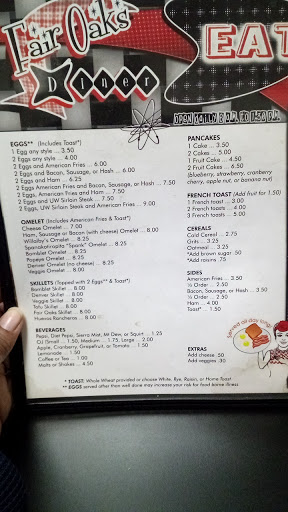 Fair Oaks
Diner
EAT
OPEN DAILY
EGGS** (Includes Toast*)
1 Egg any style ... 3.50
2 Eggs any style ... 4.00
2 Eggs and American Fries .. 6.00
2 Eggs and Bacon, Sausage, or Hash .. 7.00
2 Eggs and Ham .. 6.25
2 Eggs American Fries and Bacon, Sausage, or Hash .. 7.50
2 Eggs, American Fries, and Ham .. 7.50
2 Eggs and UW Sirloin Steak .. 8.50
2 Eggs, UW Sirloin Steak and American Fries .. 9.00
OMELET (Includes American Fries & Toast*)
Cheese Omelet .. 7.00
Ham, Sausage or Bacon (with cheese) Omelet .. 8.00
Willalby's Omelet .. 8.25
Spanakotiropita "Greek" Omelet .. 8.25
Bomblet Omelet .. 8.25
Popeye Omelet .. 8.25
Denver Omelet (no cheese) .. 8.25
Veggie Omelet .. 8.00
SKILLETS (Topped with 2 Eggs** & Toast*)
Bomblet Skillet .. 8.00
Denver Skillet .. 8.00
Veggie Skillet .. 8.00
Tofu Skillet .. 8.00
Fair Oaks Skillet .. 8.00
Huevos Rancheros .. 8.00
BEVERAGES
Pepsi, Diet Pepsi, Sierra Mist, Mt Dew, or Squirt .. 1.25
OJ (Small .. 1.50, Medium .. 1.75, Large .. 2.00
Apple, Cranberry, Grapefruit, or Tomato .. 1.50
Lemonade .. 1.50
Coffee or Tea .. 1.00
Malts or Shakes .. 4.50
PANCAKES
1 Cake ... 3.50
2 Cakes .. 5.00
1 Fruit Cake .. 4.50
2 Fruit Cakes .. 6.50
(blueberry, strawberry, cranberry
cherry, apple nut, or banana nut)
FRENCH TOAST (Add fruit for 1.50)
1 French toast .. 3.00
2 French toasts .. 4.00
3 French toasts .. 5.00
CEREALS
Cold Cereal .. 2.75
Grits .. 3.25
Oatmeal .. 3.25
*Add brown sugar .50
*Add raisins .75
SIDES
American Fries .. 3.50
½ Order .. 2.50
Bacon, Sausage, or Hash .. 3.50
½ Order .. 2.50
Ham .. 3.50
Toast* .. 1.50
Served all day long!
EXTRAS
Add cheese .50
Add veggies .30
* TOAST: Whole Wheat provided or choose White, Rye, Raisin, or Horse Toast
** EGGS served other than well done may increase your risk for food borne illness